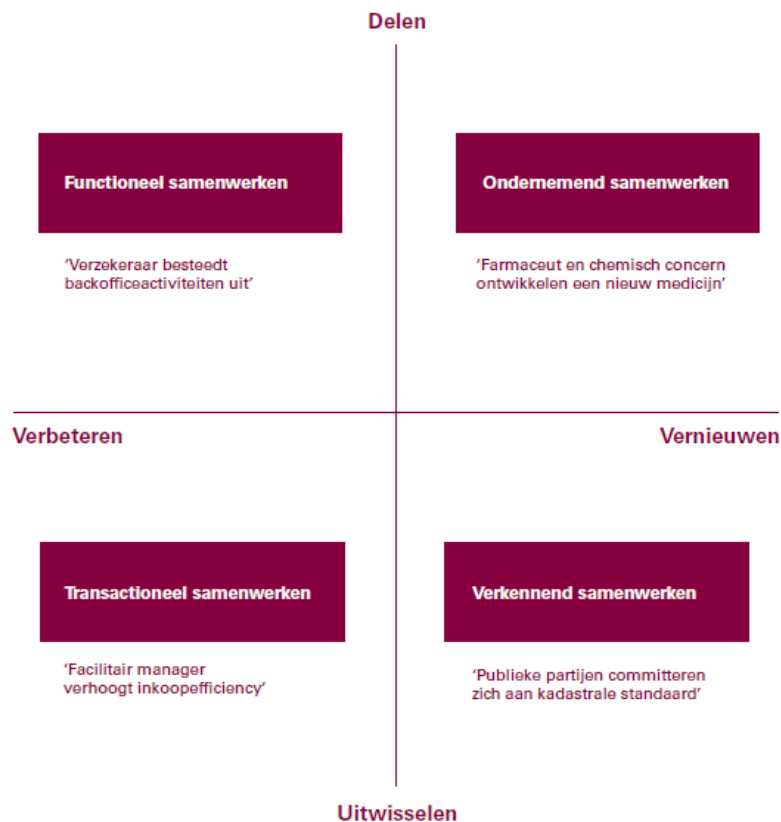 Delen
Functioneel samenwerken
Ondernemend samenwerken
‘Verzekeraar besteedt
backofficeactiviteiten uit’
‘Farmaceut en chemisch concern
ontwikkelen een nieuw medicijn’
Verbeteren
Vernieuwen
Transactioneel samenwerken
Verkennend samenwerken
‘Facilitair manager
verhoogt inkoopefficiency’
‘Publieke partijen committeren
zich aan kadastrale standaard’
Uitwisselen